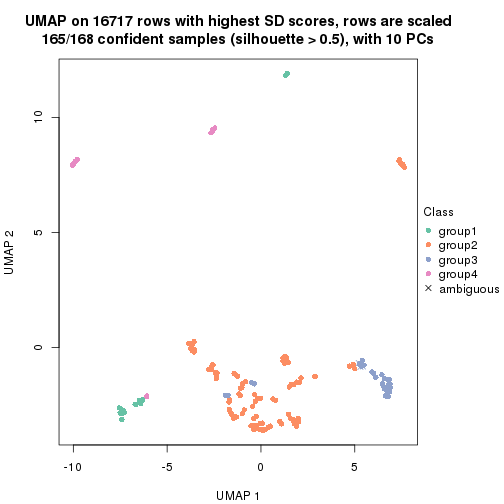 UMAP on 16717 rows with highest SD scores, rows are scaled
165/168 confident samples (silhouette > 0.5), with 10 PCs
10
5
0
UMAP 2
-10
-5
0
5
UMAP 1
Class
group1
group2
group3
group4
ambiguous